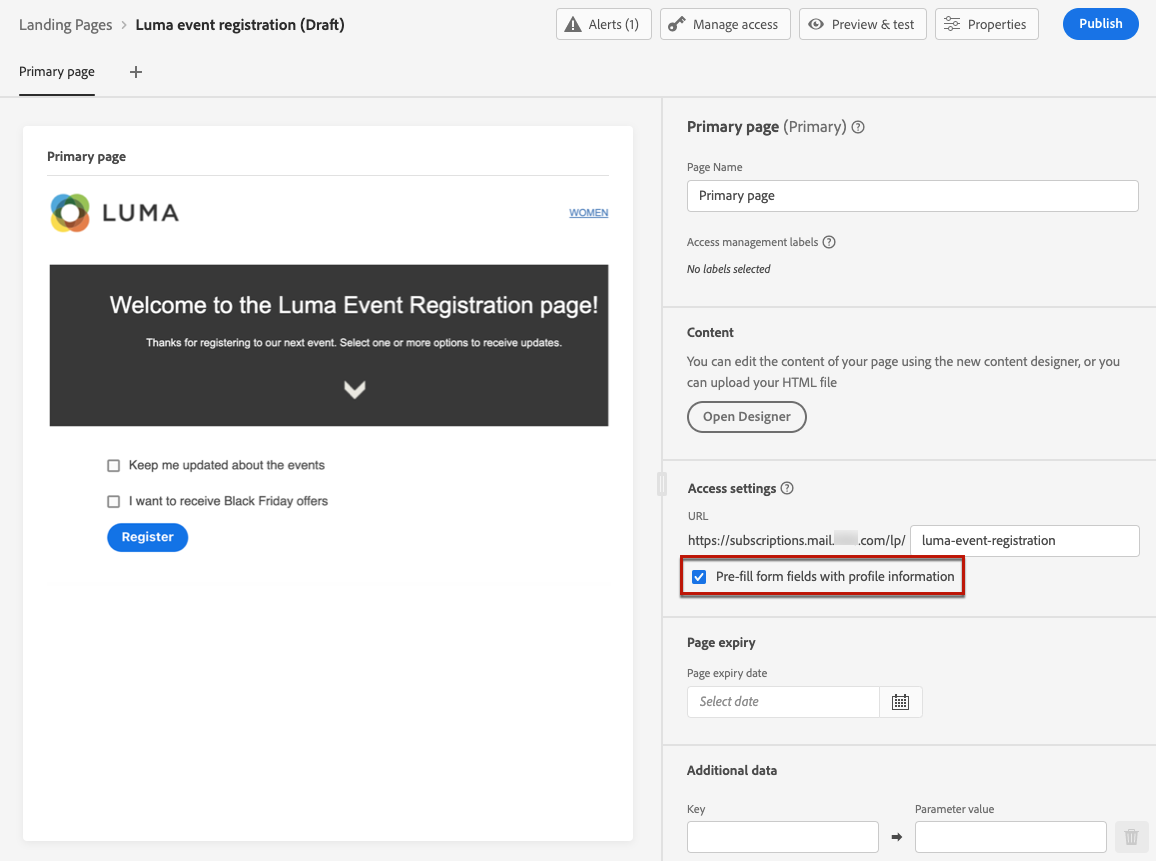 Landing Pages > Luma event registration (Draft)
Alerts (1)
Manage access
Preview & test
Properties
Publish
Primary page
Primary page
LUMA
WOMEN
Welcome to the Luma Event Registration page!
Thanks for registering to our next event. Select one or more options to receive updates.
Keep me updated about the events
I want to receive Black Friday offers
Register
Primary page (Primary)
Page Name
Primary page
Access management labels
No labels selected
Content
You can edit the content of your page using the new content designer, or you
can upload your HTML file
Open Designer
Access settings
URL
https://subscriptions.mail. .com/lp/ luma-event-registration
Pre-fill form fields with profile information
Page expiry
Page expiry date
Select date
Additional data
Key
Parameter value